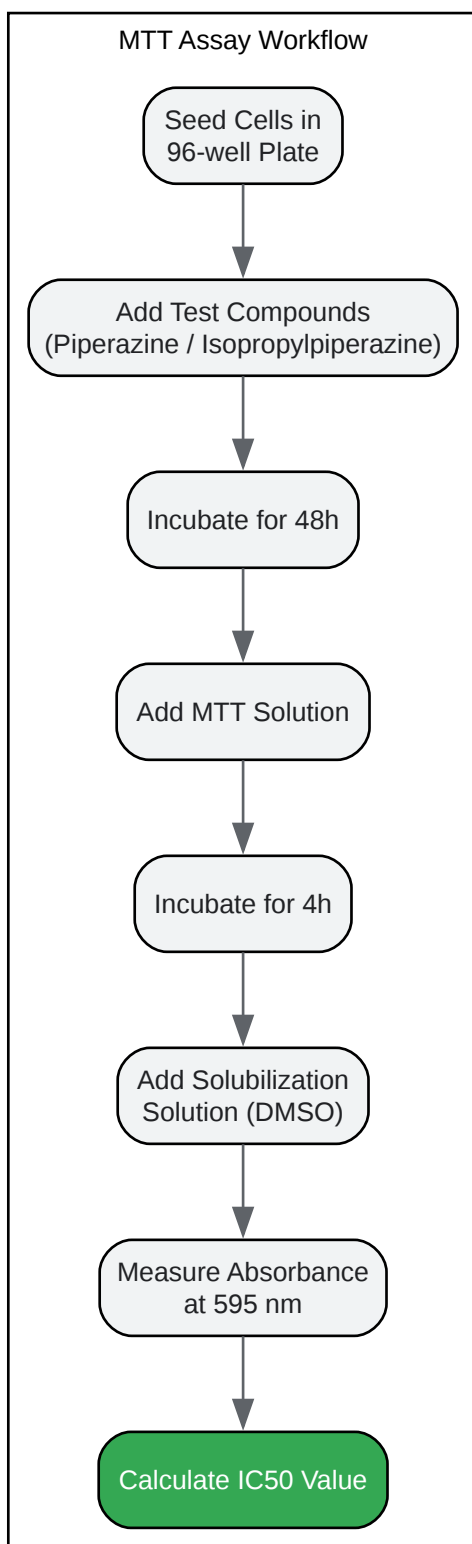 MTT Assay Workflow
Seed Cells in
96-well Plate
Add Test Compounds
(Piperazine / Isopropylpiperazine)
Incubate for 48h
Add MTT Solution
Incubate for 4h
Add Solubilization
Solution (DMSO)
Measure Absorbance
at 595 nm
Calculate IC50 Value